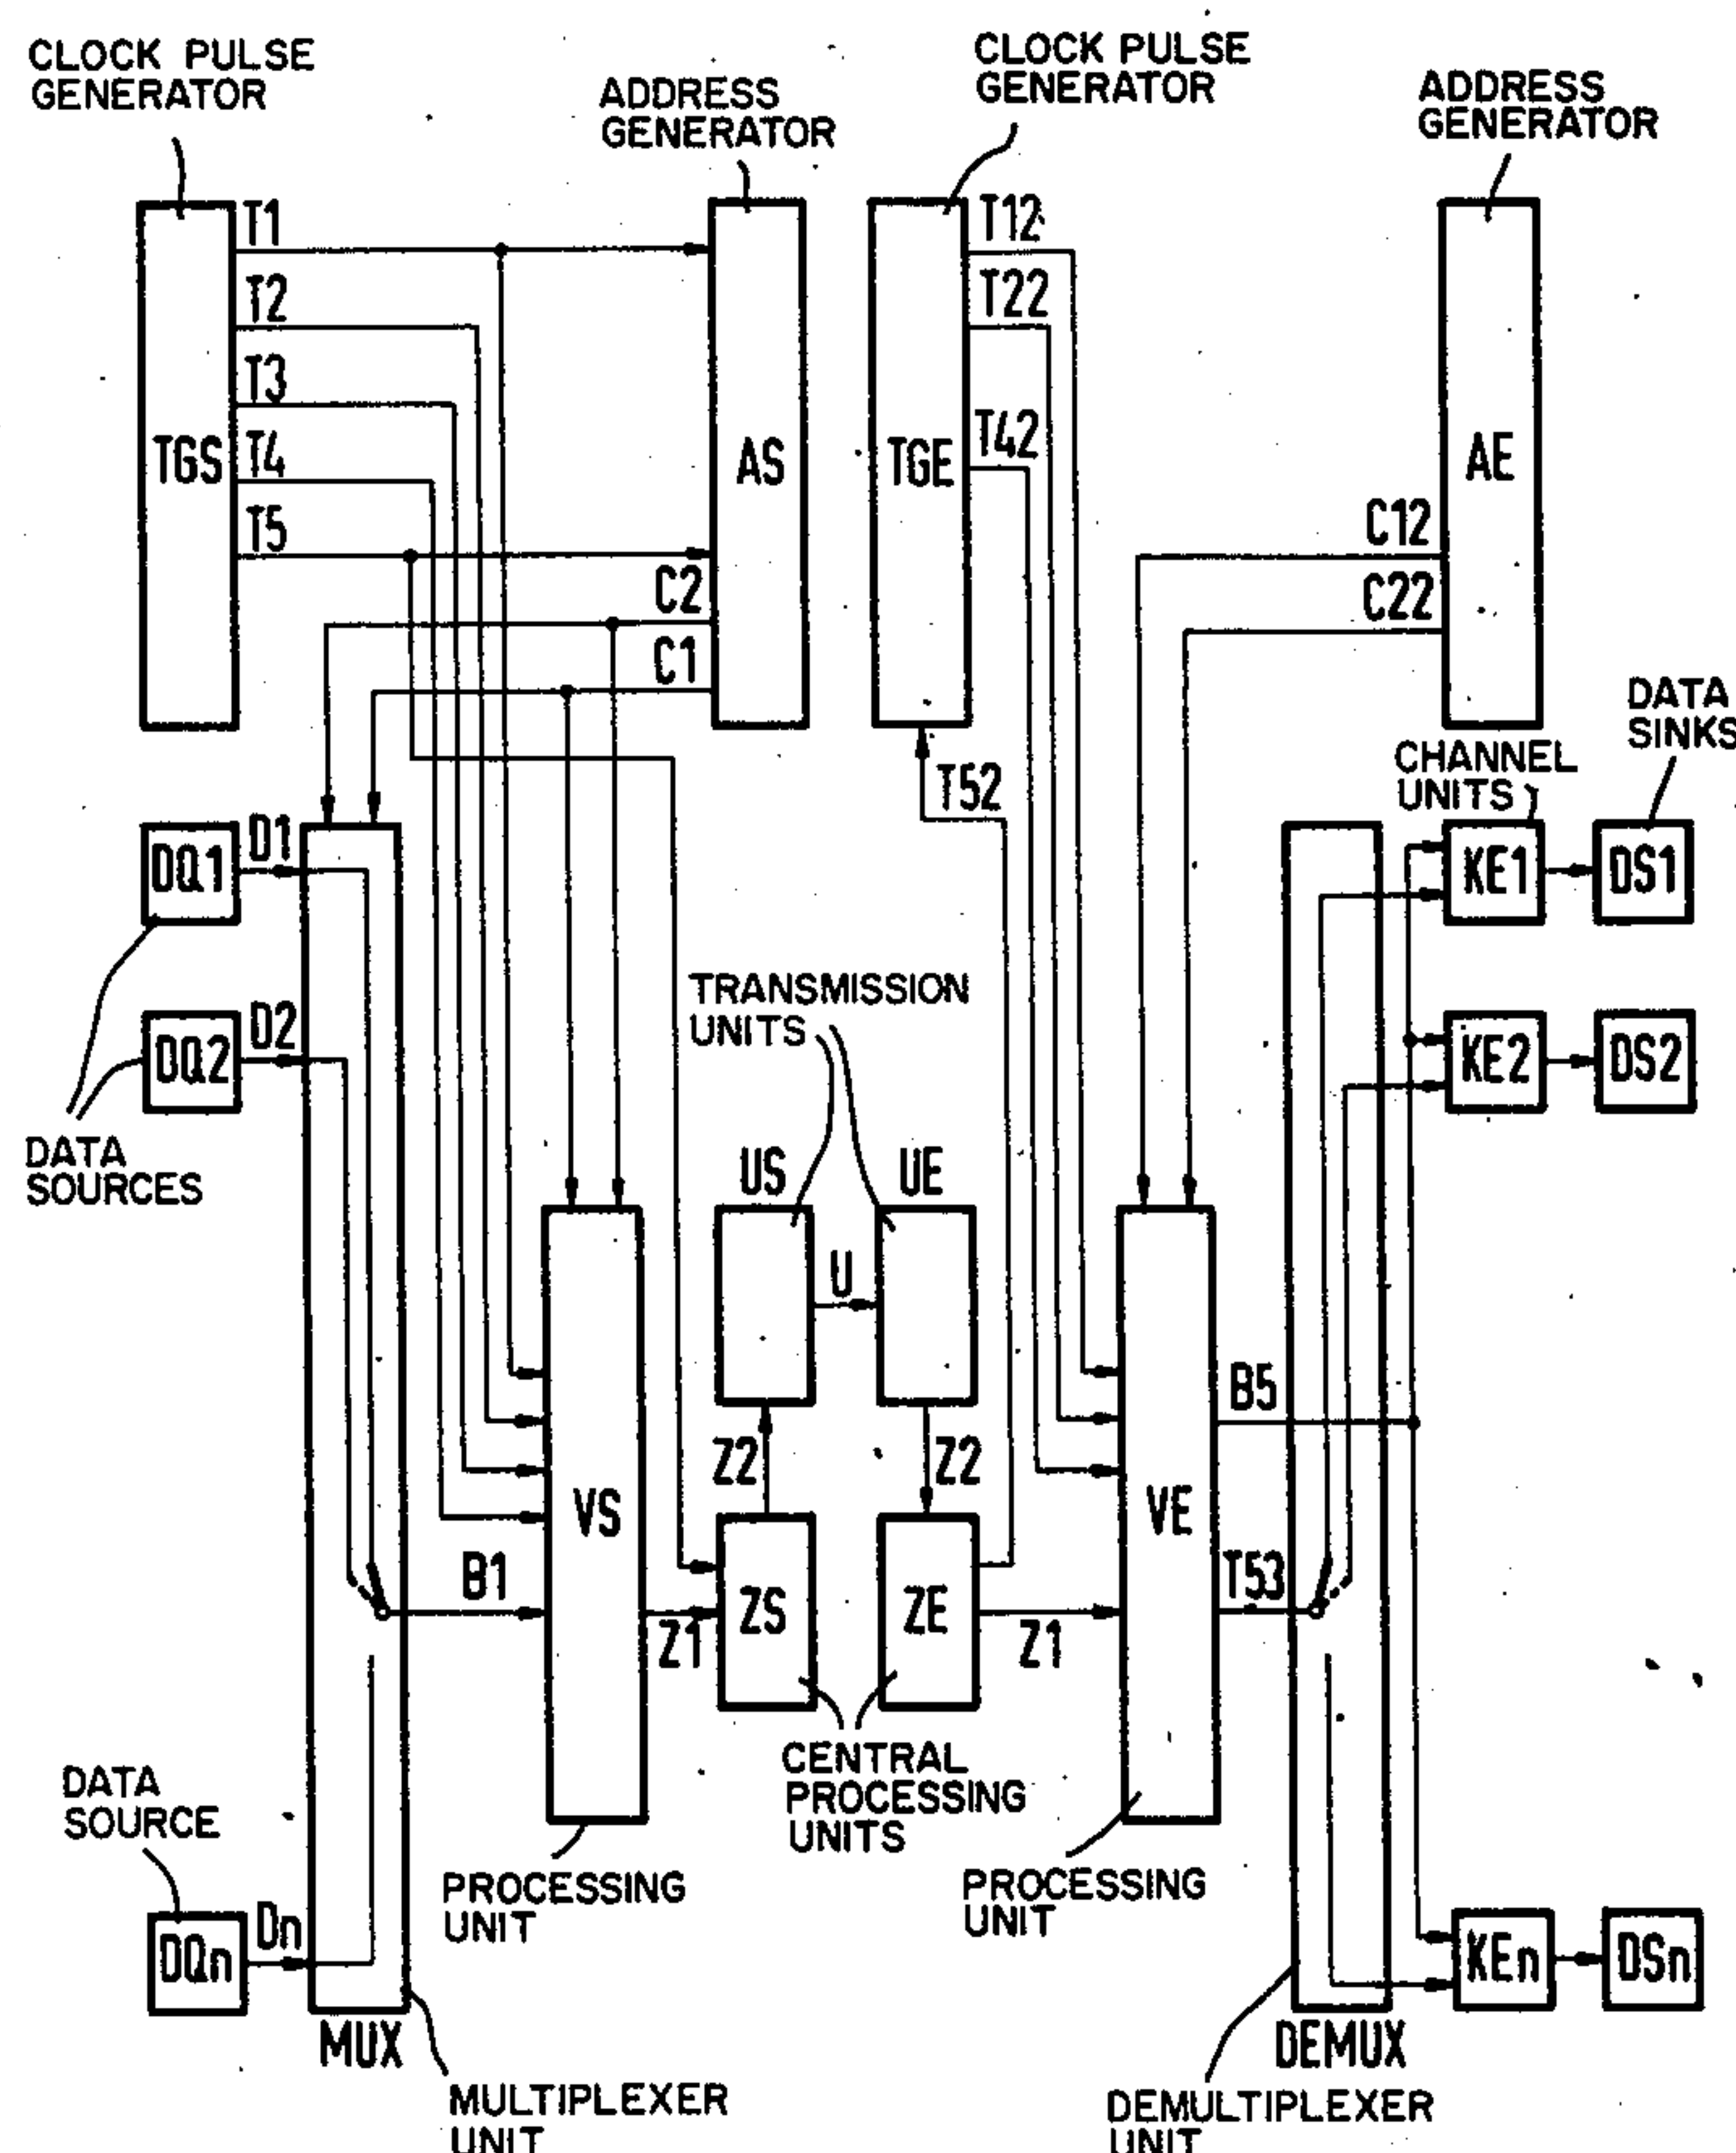 CLOCK PULSE
GENERATOR
ADDRESS
GENERATOR
CLOCK PULSE
GENERATOR
ADDRESS
GENERATOR
T1
T2
T3
T4
T5
TGS
AS
C2
C1
T12
T22
T42
TGE
T52
AE
C12
C22
DATA
SINKS
CHANNEL
UNITS
DQ1
D1
DQ2
D2
DATA
SOURCES
KE1
DS1
KE2
DS2
TRANSMISSION
UNITS
US
UE
U
Z2
Z2
VS
B1
Z1
ZS
ZE
Z1
VE
B5
T53
CENTRAL
PROCESSING
UNITS
DATA
SOURCE
DQn
Dn
PROCESSING
UNIT
PROCESSING
UNIT
KEn
DSn
MUX
DEMUX
MULTIPLEXER
UNIT
DEMULTIPLEXER
UNIT